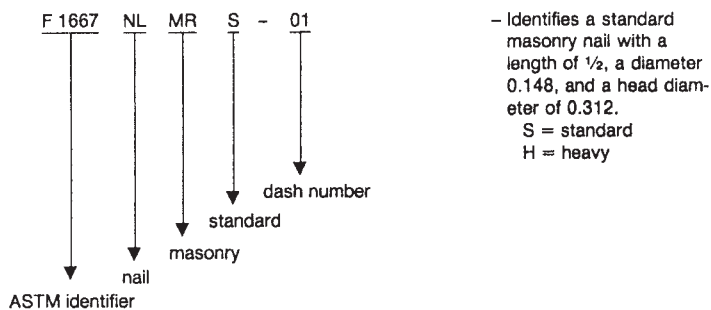 F 1667 NL MR S – 01
dash number
standard
masonry
nail
ASTM identifier
– Identifies a standard
masonry nail with a
length of ½, a diameter
0.148, and a head diam-
eter of 0.312.
S = standard
H = heavy